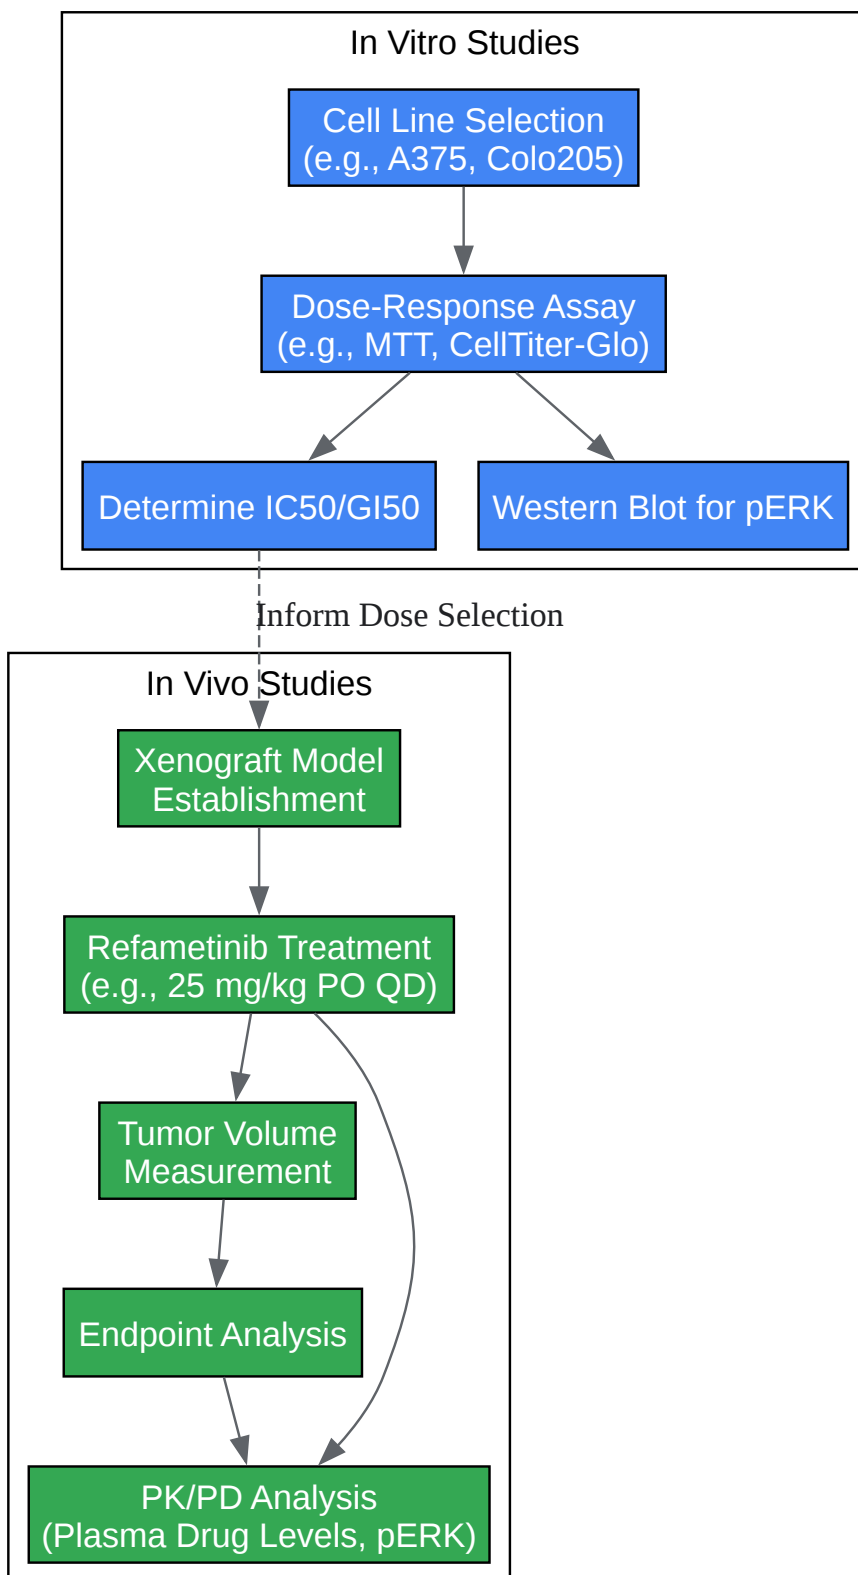 In Vitro Studies
Cell Line Selection
(e.g., A375, Colo205)
Dose-Response Assay
(e.g., MTT, CellTiter-Glo)
Determine IC50/GI50
Western Blot for pERK
Inform Dose Selection
In Vivo Studies
Xenograft Model
Establishment
Refametinib Treatment
(e.g., 25 mg/kg PO QD)
Tumor Volume
Measurement
Endpoint Analysis
PK/PD Analysis
(Plasma Drug Levels, pERK)